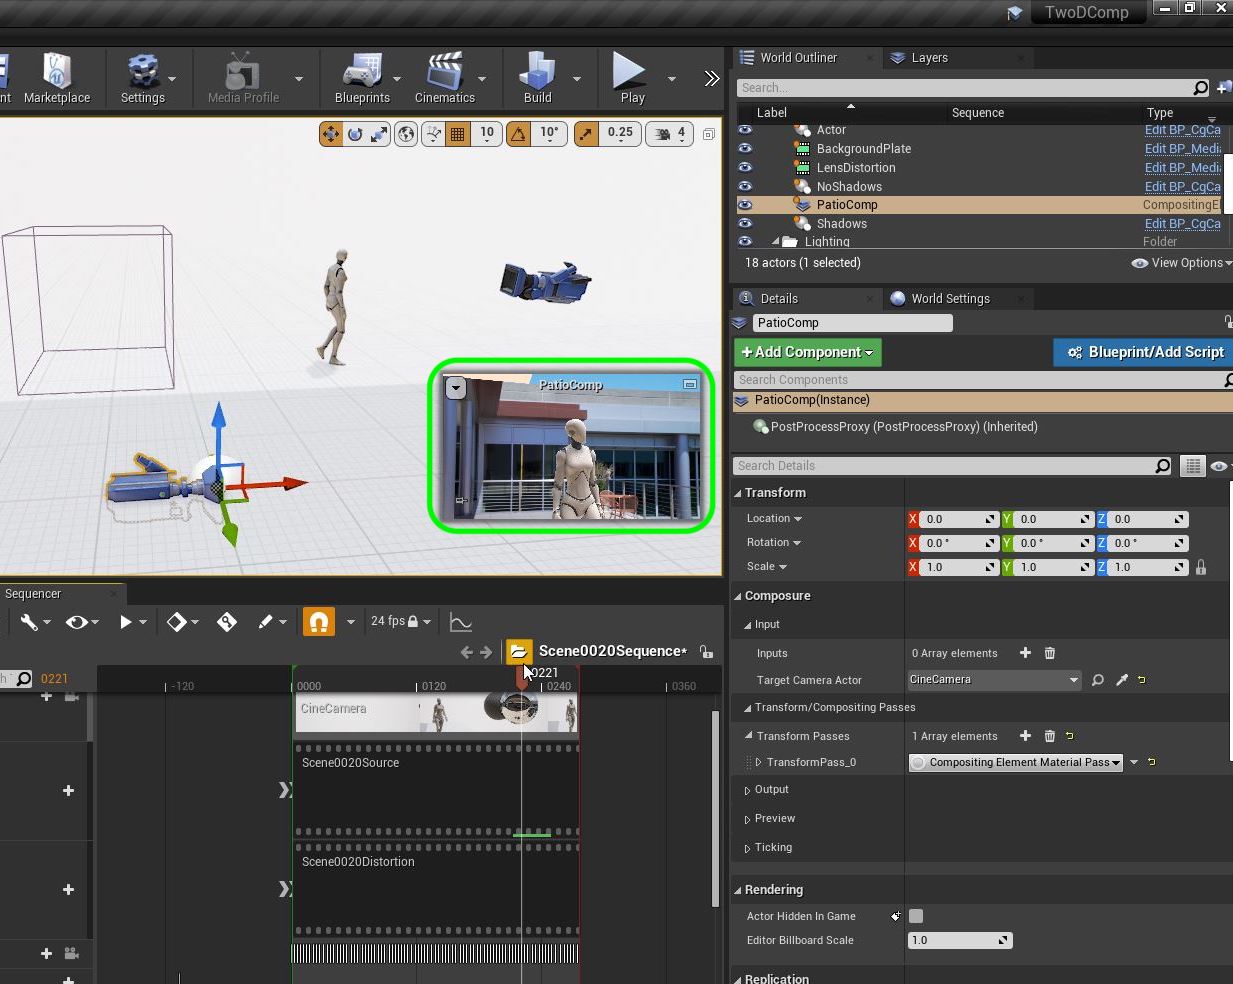 TwoDComp
nt
Marketplace
Settings
Media Profile
Blueprints
Cinematics
Build
Play
10
10°
0.25
4
PatioComp
World Outliner
Layers
Search...
Label
Sequence
Type
Actor
Edit BP_CgCa
BackgroundPlate
Edit BP_Medi
LensDistortion
Edit BP_Medi
NoShadows
Edit BP_CgCa
PatioComp
CompositingE
Shadows
Edit BP_CgCa
Lighting
Folder
18 actors (1 selected)
View Options
Details
World Settings
PatioComp
+ Add Component
Blueprint/Add Script
Search Components
PatioComp(Instance)
PostProcessProxy (PostProcessProxy) (Inherited)
Search Details
Transform
Location
X 0.0
Y 0.0
Z 0.0
Rotation
X 0.0 °
Y 0.0 °
Z 0.0 °
Scale
X 1.0
Y 1.0
Z 1.0
Composure
Input
Inputs
0 Array elements
Target Camera Actor
CineCamera
Transform/Compositing Passes
Transform Passes
1 Array elements
TransformPass_0
Compositing Element Material Pass
Output
Preview
Ticking
Rendering
Actor Hidden In Game
Editor Billboard Scale
1.0
Replication
Sequencer
24 fps
Scene0020Sequence*
0221
0221
-120
0000
0120
0240
0360
CineCamera
Scene0020Source
Scene0020Distortion